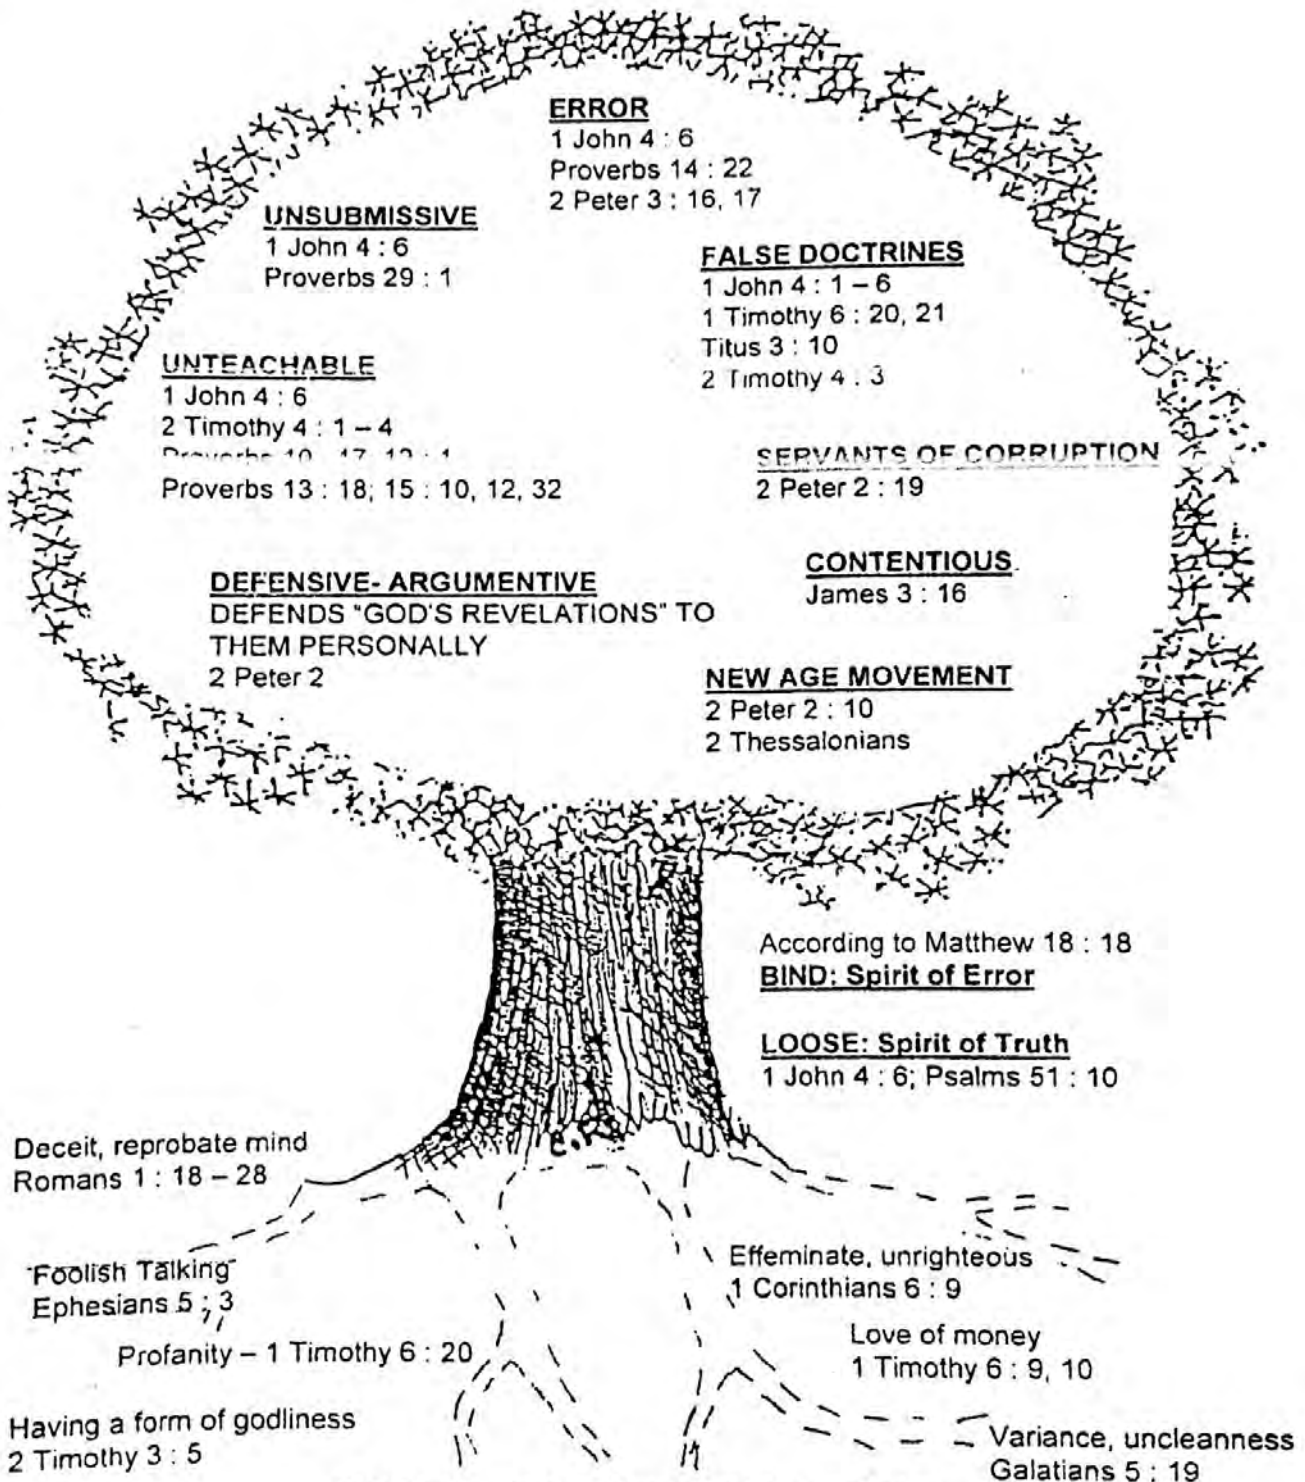 ERROR
1 John 4 : 6
Proverbs 14 : 22
2 Peter 3 : 16, 17
UNSUBMISSIVE
1 John 4 : 6
Proverbs 29 : 1
FALSE DOCTRINES
1 John 4 : 1 – 6
1 Timothy 6 : 20, 21
Titus 3 : 10
2 Timothy 4 : 3
UNTEACHABLE
1 John 4 : 6
2 Timothy 4 : 1 – 4
Proverbs 13 : 18; 15 : 10, 12, 32
SERVANTS OF CORRUPTION
2 Peter 2 : 19
CONTENTIOUS
James 3 : 16
DEFENSIVE- ARGUMENTIVE
DEFENDS "GOD'S REVELATIONS" TO
THEM PERSONALLY
2 Peter 2
NEW AGE MOVEMENT
2 Peter 2 : 10
2 Thessalonians
According to Matthew 18 : 18
BIND: Spirit of Error
LOOSE: Spirit of Truth
1 John 4 : 6; Psalms 51 : 10
Deceit, reprobate mind
Romans 1 : 18 – 28
Foolish Talking
Ephesians 5 : 3
Profanity – 1 Timothy 6 : 20
Having a form of godliness
2 Timothy 3 : 5
Effeminate, unrighteous
1 Corinthians 6 : 9
Love of money
1 Timothy 6 : 9, 10
Variance, uncleanness
Galatians 5 : 19